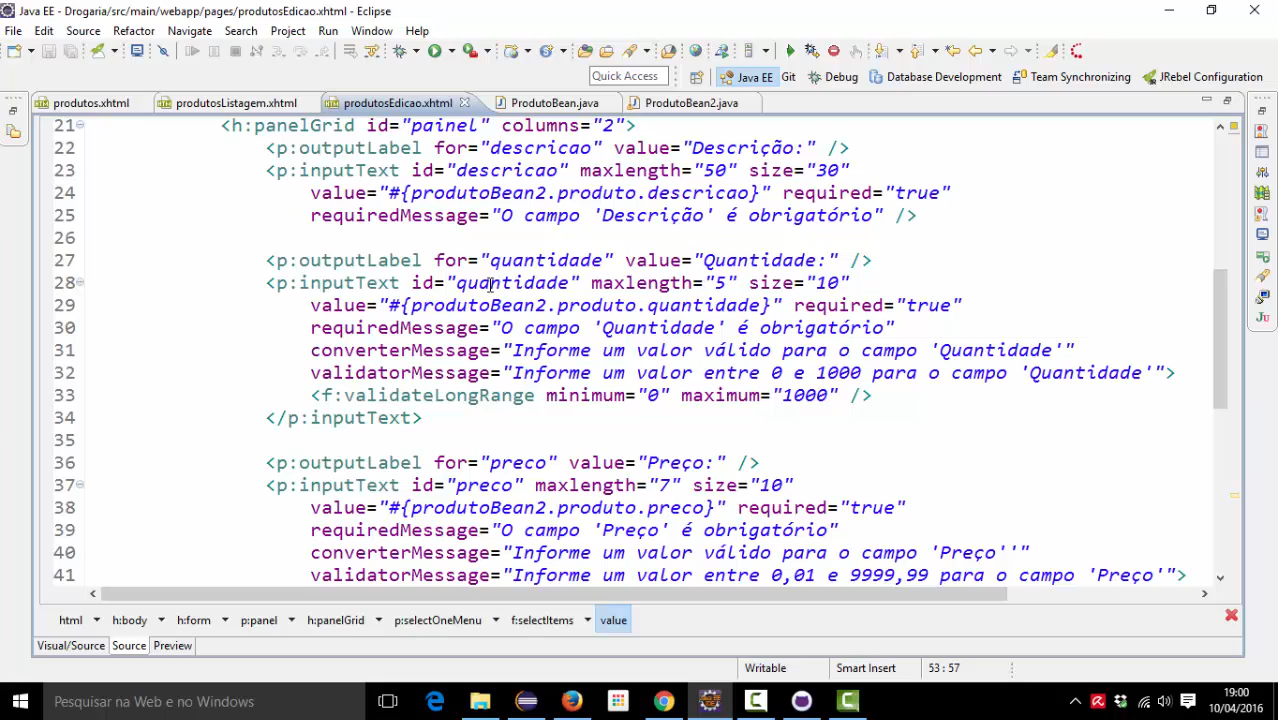 Java EE - Drogaria/src/main/webapp/pages/produtosEdicao.xhtml - Eclipse
File Edit Source Refactor Navigate Search Project Run Window Help
Quick Access Java EE Git Debug Database Development Team Synchronizing JRebel Configuration
produtos.xhtml produtosListagem.xhtml produtosEdicao.xhtml ProdutoBean.java ProdutoBean2.java
21 <h:panelGrid id="painel" columns="2">
22 <p:outputLabel for="descricao" value="Descrição:" />
23 <p:inputText id="descricao" maxlength="50" size="30"
24 value="#{produtoBean2.produto.descricao}" required="true"
25 requiredMessage="O campo 'Descrição' é obrigatório" />
26
27 <p:outputLabel for="quantidade" value="Quantidade:" />
28 <p:inputText id="quantidade" maxlength="5" size="10"
29 value="#{produtoBean2.produto.quantidade}" required="true"
30 requiredMessage="O campo 'Quantidade' é obrigatório"
31 converterMessage="Informe um valor válido para o campo 'Quantidade'"
32 validatorMessage="Informe um valor entre 0 e 1000 para o campo 'Quantidade'">
33 <f:validateLongRange minimum="0" maximum="1000" />
34 </p:inputText>
35
36 <p:outputLabel for="preco" value="Preço:" />
37 <p:inputText id="preco" maxlength="7" size="10"
38 value="#{produtoBean2.produto.preco}" required="true"
39 requiredMessage="O campo 'Preço' é obrigatório"
40 converterMessage="Informe um valor válido para o campo 'Preço''"
41 validatorMessage="Informe um valor entre 0,01 e 9999,99 para o campo 'Preço'">
html h:body h:form p:panel h:panelGrid p:selectOneMenu f:selectItems value
Visual/Source Source Preview
Writable Smart Insert 53 : 57
Pesquisar na Web e no Windows
19:00
10/04/2016